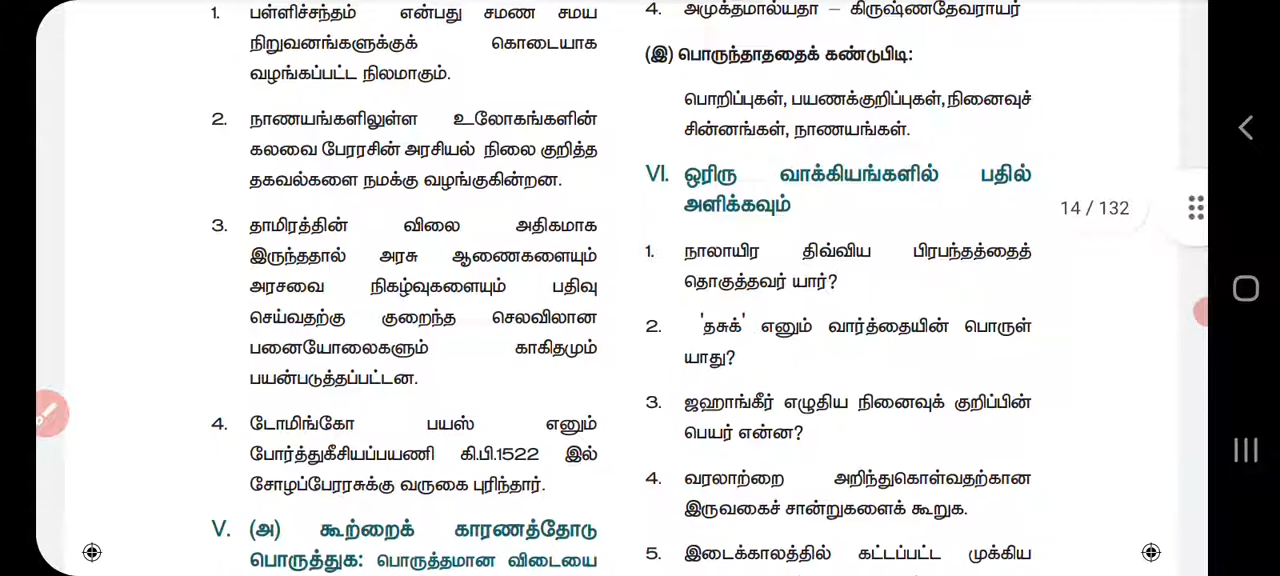 1. பள்ளிச்சந்தம் என்பது சமண சமய
நிறுவனங்களுக்குக் கொடையாக
வழங்கப்பட்ட நிலமாகும்.
2. நாணயங்களிலுள்ள உலோகங்களின்
கலவை பேரரசின் அரசியல் நிலை குறித்த
தகவல்களை நமக்கு வழங்குகின்றன.
3. தாமிரத்தின் விலை அதிகமாக
இருந்ததால் அரசு ஆணைகளையும்
அரசவை நிகழ்வுகளையும் பதிவு
செய்வதற்கு குறைந்த செலவிலான
பனையோலைகளும் காகிதமும்
பயன்படுத்தப்பட்டன.
4. டோமிங்கோ பயஸ் எனும்
போர்த்துகீசியப்பயணி கி.பி.1522 இல்
சோழப்பேரரசுக்கு வருகை புரிந்தார்.
V. (அ) கூற்றைக் காரணத்தோடு
பொருத்துக: பொருத்தமான விடையை
4. அமுக்தமால்யதா – கிருஷ்ணதேவராயர்
(இ) பொருந்தாததைக் கண்டுபிடி:
பொறிப்புகள், பயணக்குறிப்புகள்,நினைவுச்
சின்னங்கள், நாணயங்கள்.
VI. ஓரிரு வாக்கியங்களில் பதில்
அளிக்கவும்
1. நாலாயிர திவ்விய பிரபந்தத்தைத்
தொகுத்தவர் யார்?
2. 'தசுக்' எனும் வார்த்தையின் பொருள்
யாது?
3. ஜஹாங்கீர் எழுதிய நினைவுக் குறிப்பின்
பெயர் என்ன?
4. வரலாற்றை அறிந்துகொள்வதற்கான
இருவகைச் சான்றுகளைக் கூறுக.
5. இடைக்காலத்தில் கட்டப்பட்ட முக்கிய
14 / 132